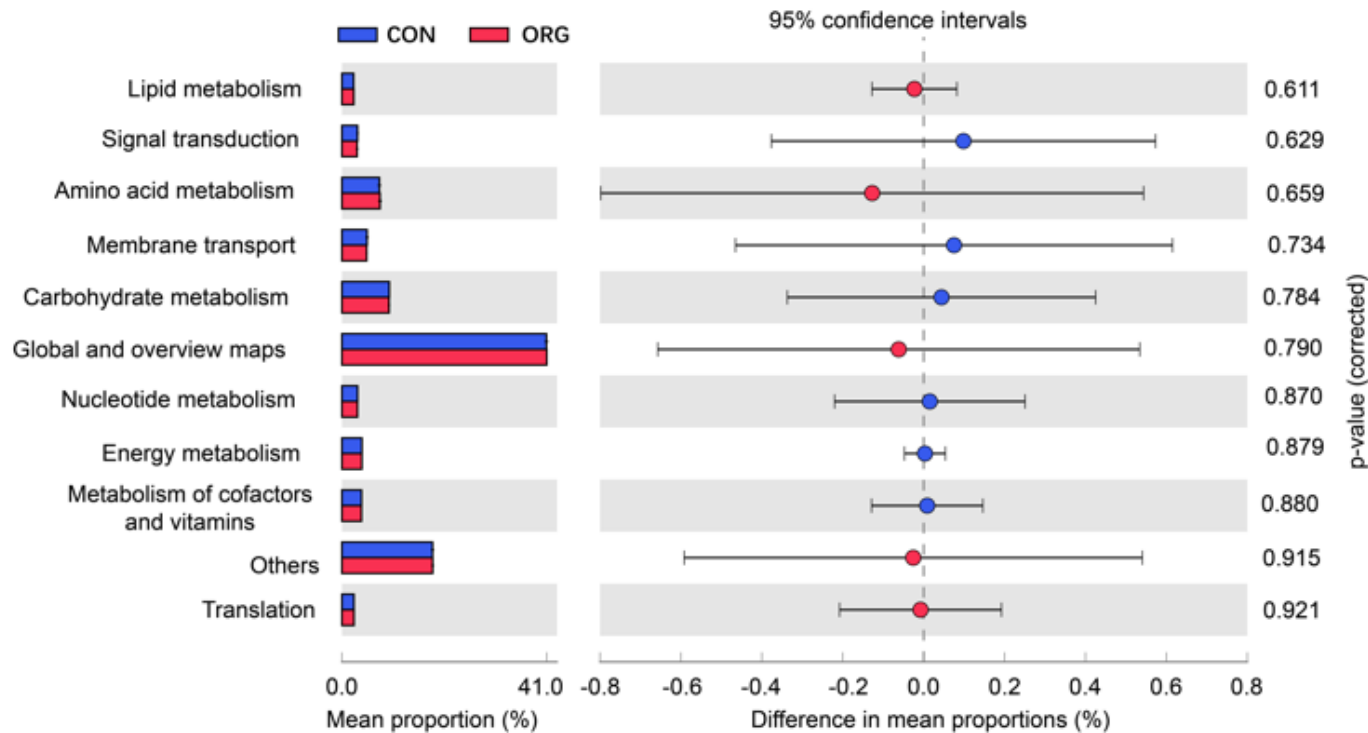 95% confidence intervals
CON ORG
Lipid metabolism 0.611
Signal transduction 0.629
Amino acid metabolism 0.659
Membrane transport 0.734
Carbohydrate metabolism 0.784
Global and overview maps 0.790
Nucleotide metabolism 0.870
Energy metabolism 0.879
Metabolism of cofactors
and vitamins 0.880
Others 0.915
Translation 0.921
p-value (corrected)
0.0 41.0 -0.8 -0.6 -0.4 -0.2 0.0 0.2 0.4 0.6 0.8
Mean proportion (%) Difference in mean proportions (%)